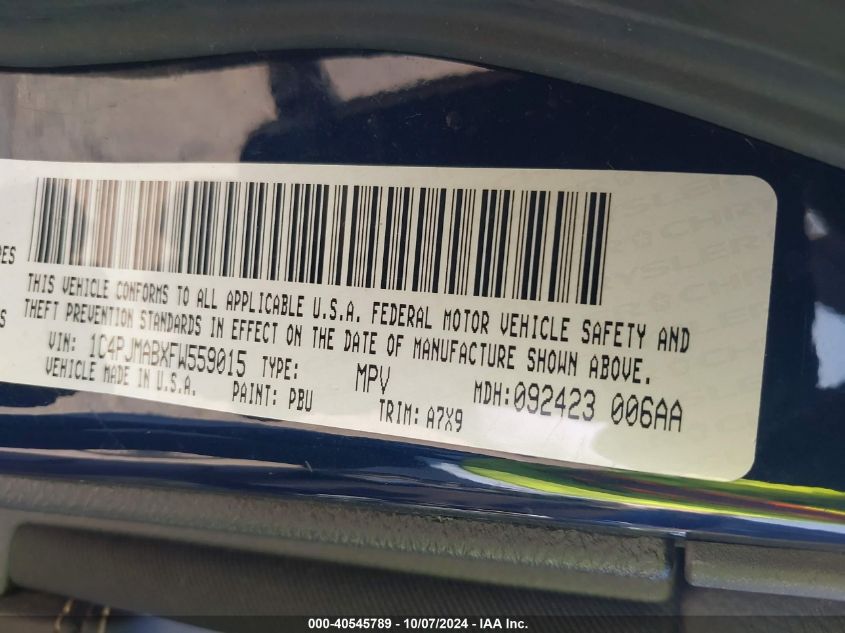 RES
S
THIS VEHICLE CONFORMS TO ALL APPLICABLE U.S.A. FEDERAL MOTOR VEHICLE SAFETY AND
THEFT PREVENTION STANDARDS IN EFFECT ON THE DATE OF MANUFACTURE SHOWN ABOVE.
VIN: 1C4PJMABXFW559015 TYPE: MPV MDH:092423 006AA
VEHICLE MADE IN U.S.A. PAINT: PBU TRIM: A7X9
CHRYSLER
000-40545789 - 10/07/2024 - IAA Inc.